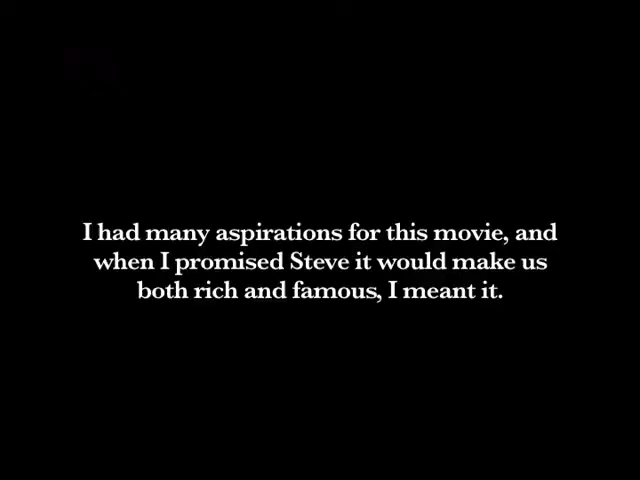 I had many aspirations for this movie, and
when I promised Steve it would make us
both rich and famous, I meant it.